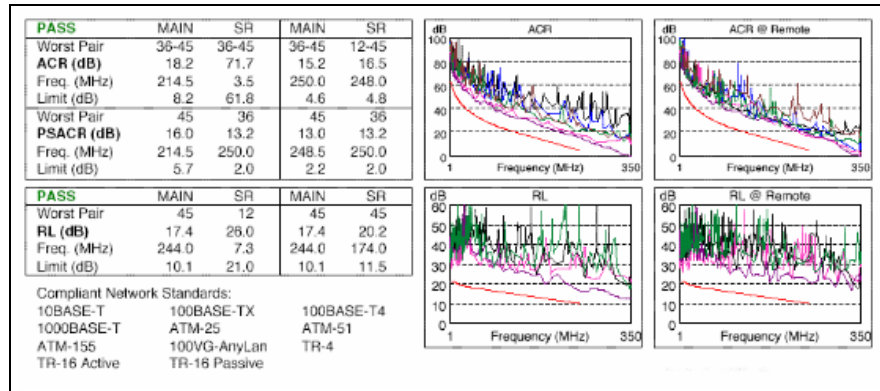 PASS MAIN SR MAIN SR
Worst Pair 36-45 36-45 36-45 12-45
ACR (dB) 18.2 71.7 15.2 16.5
Freq. (MHz) 214.5 3.5 250.0 248.0
Limit (dB) 8.2 61.8 4.6 4.8
Worst Pair 45 36 45 36
PSACR (dB) 16.0 13.2 13.0 13.2
Freq. (MHz) 214.5 250.0 248.5 250.0
Limit (dB) 5.7 2.0 2.2 2.0
PASS MAIN SR MAIN SR
Worst Pair 45 12 45 45
RL (dB) 17.4 26.0 17.4 20.2
Freq. (MHz) 244.0 7.3 244.0 174.0
Limit (dB) 10.1 21.0 10.1 11.5
Compliant Network Standards:
10BASE-T 100BASE-TX 100BASE-T4
1000BASE-T ATM-25 ATM-51
ATM-155 100VG-AnyLan TR-4
TR-16 Active TR-16 Passive
dB ACR
100
80
60
40
20
0
1 Frequency (MHz) 350
dB ACR @ Remote
100
80
60
40
20
0
1 Frequency (MHz) 350
dB RL
60
50
40
30
20
10
0
1 Frequency (MHz) 350
dB RL @ Remote
60
50
40
30
20
10
0
1 Frequency (MHz) 350